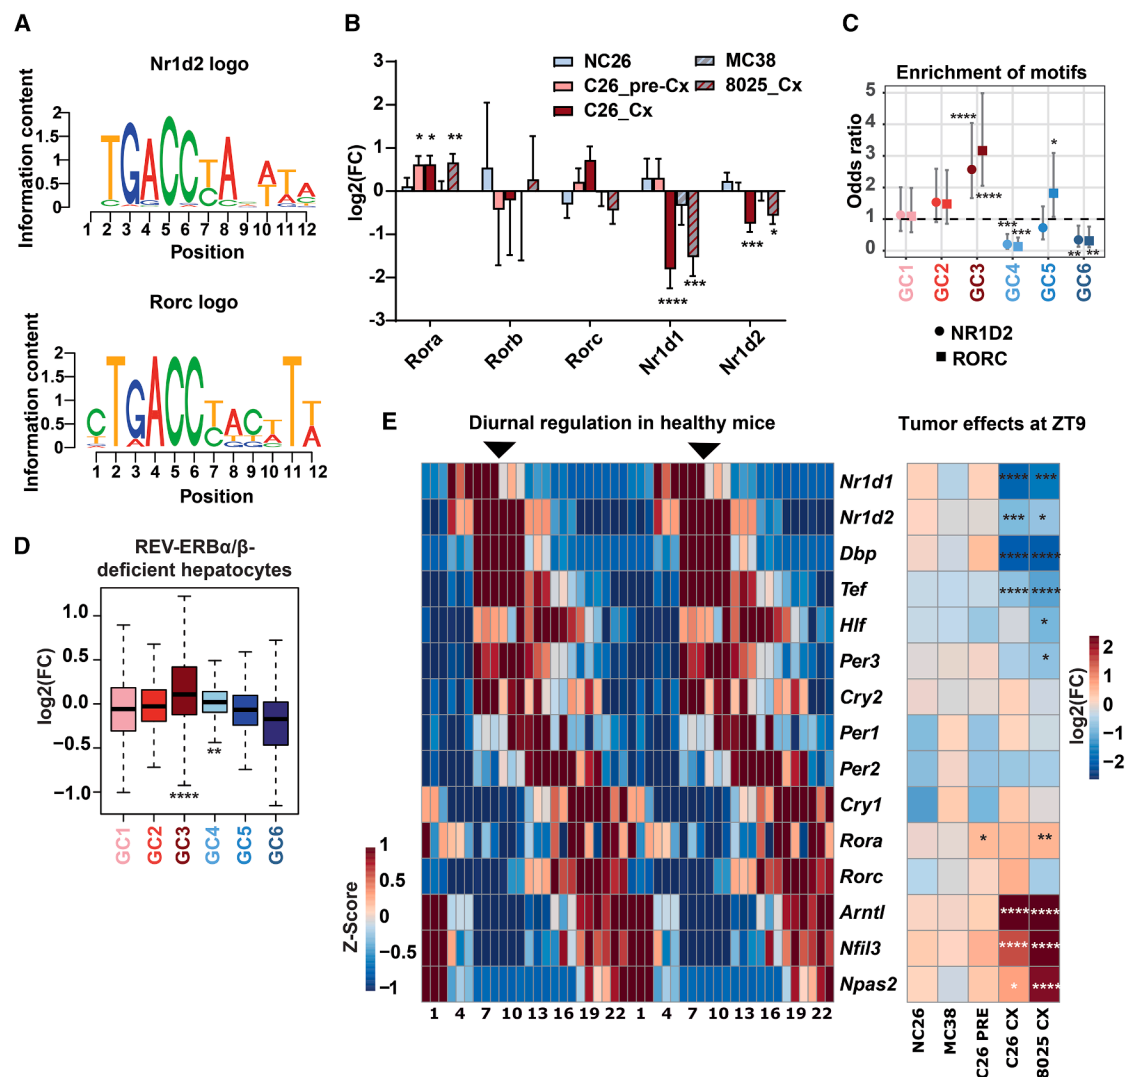 A
Nr1d2 logo
Information content
2
1.5
1
0.5
0
1 2 3 4 5 6 7 8 9 10 11 12
Position
Rorc logo
Information content
2
1.5
1
0.5
0
1 2 3 4 5 6 7 8 9 10 11 12
Position
B
NC26
C26_pre-Cx
C26_Cx
MC38
8025_Cx
log2(FC)
3
2
1
0
-1
-2
-3
* * **
**** *** *** *
Rora Rorb Rorc Nr1d1 Nr1d2
C
Enrichment of motifs
Odds ratio
5
4
3
2
1
0
**** **** *** *** * ** **
GC1 GC2 GC3 GC4 GC5 GC6
NR1D2
RORC
D
REV-ERBα/β-
deficient hepatocytes
log2(FC)
1.0
0.5
0.0
−0.5
−1.0
**** **
GC1 GC2 GC3 GC4 GC5 GC6
E
Diurnal regulation in healthy mice
Tumor effects at ZT9
Nr1d1 **** ***
Nr1d2 *** *
Dbp **** ****
Tef **** ****
Hlf *
Per3 *
Cry2
Per1
Per2
Cry1
Rora * **
Rorc
Arntl **** ****
Nfil3 **** ****
Npas2 * ****
1 4 7 10 13 16 19 22 1 4 7 10 13 16 19 22
NC26 MC38 C26 PRE C26 CX 8025 CX
Z-Score
1
0.5
0
−0.5
−1
log2(FC)
2
1
0
−1
−2